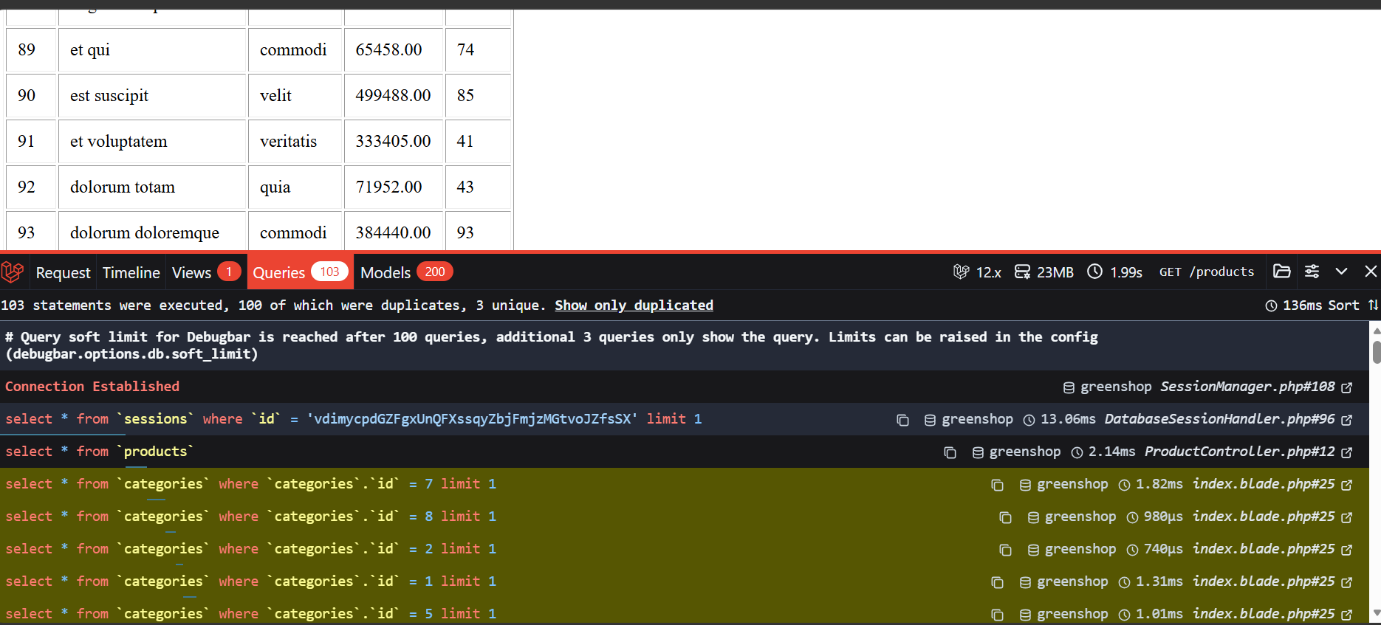 89 et qui commodi 65458.00 74
90 est suscipit velit 499488.00 85
91 et voluptatem veritatis 333405.00 41
92 dolorum totam quia 71952.00 43
93 dolorum doloremque commodi 384440.00 93
Request Timeline Views 1 Queries 103 Models 200 12.x 23MB 1.99s GET /products
103 statements were executed, 100 of which were duplicates, 3 unique. Show only duplicated 136ms Sort
# Query soft limit for Debugbar is reached after 100 queries, additional 3 queries only show the query. Limits can be raised in the config
(debugbar.options.db.soft_limit)
Connection Established greenshop SessionManager.php#108
select * from `sessions` where `id` = 'vdimycpdGZFgxUnQFXssqyZbjFmjzMGtvoJZfsSX' limit 1 greenshop 13.06ms DatabaseSessionHandler.php#96
select * from `products` greenshop 2.14ms ProductController.php#12
select * from `categories` where `categories`.`id` = 7 limit 1 greenshop 1.82ms index.blade.php#25
select * from `categories` where `categories`.`id` = 8 limit 1 greenshop 980μs index.blade.php#25
select * from `categories` where `categories`.`id` = 2 limit 1 greenshop 740μs index.blade.php#25
select * from `categories` where `categories`.`id` = 1 limit 1 greenshop 1.31ms index.blade.php#25
select * from `categories` where `categories`.`id` = 5 limit 1 greenshop 1.01ms index.blade.php#25